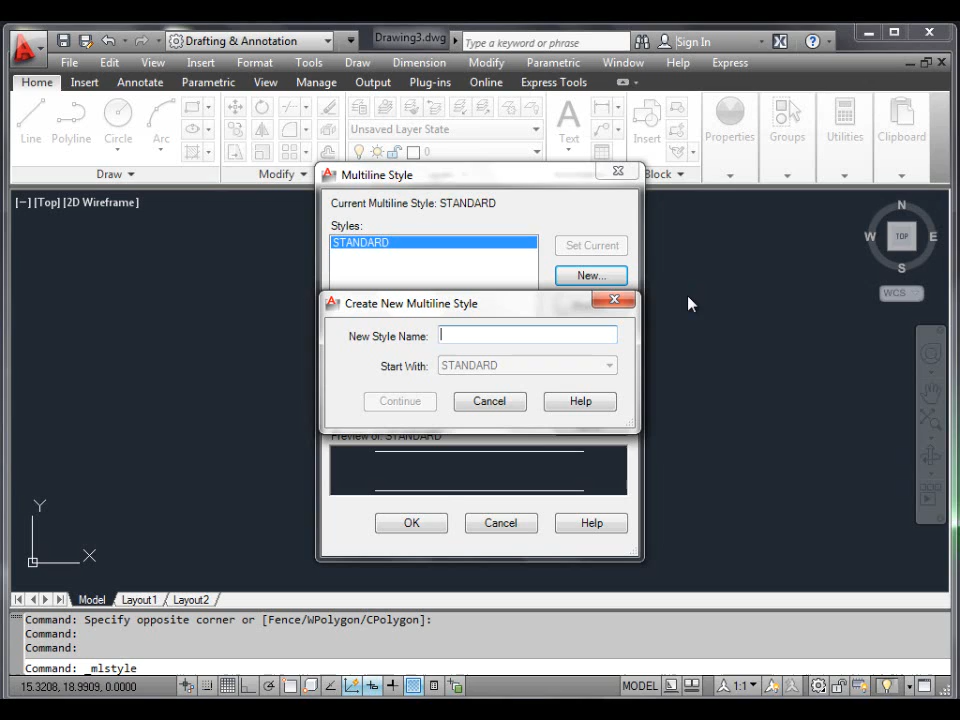 Drafting & Annotation
Drawing3.dwg
Type a keyword or phrase
Sign In
File Edit View Insert Format Tools Draw Dimension Modify Parametric Window Help Express
Home Insert Annotate Parametric View Manage Output Plug-ins Online Express Tools
Unsaved Layer State
Line Polyline Circle Arc Text Insert Properties Groups Utilities Clipboard
0
Draw Modify Block
Multiline Style
[−] [Top] [2D Wireframe]
Current Multiline Style: STANDARD
Styles:
STANDARD
Set Current
New...
N
W TOP E
S
WCS
Create New Multiline Style
New Style Name:
Start With: STANDARD
Continue Cancel Help
Preview of: STANDARD
OK Cancel Help
Y
X
Model Layout1 Layout2
Command: Specify opposite corner or [Fence/WPolygon/CPolygon]:
Command:
Command:
Command: _mlstyle
15.3208, 18.9909, 0.0000
MODEL 1:1